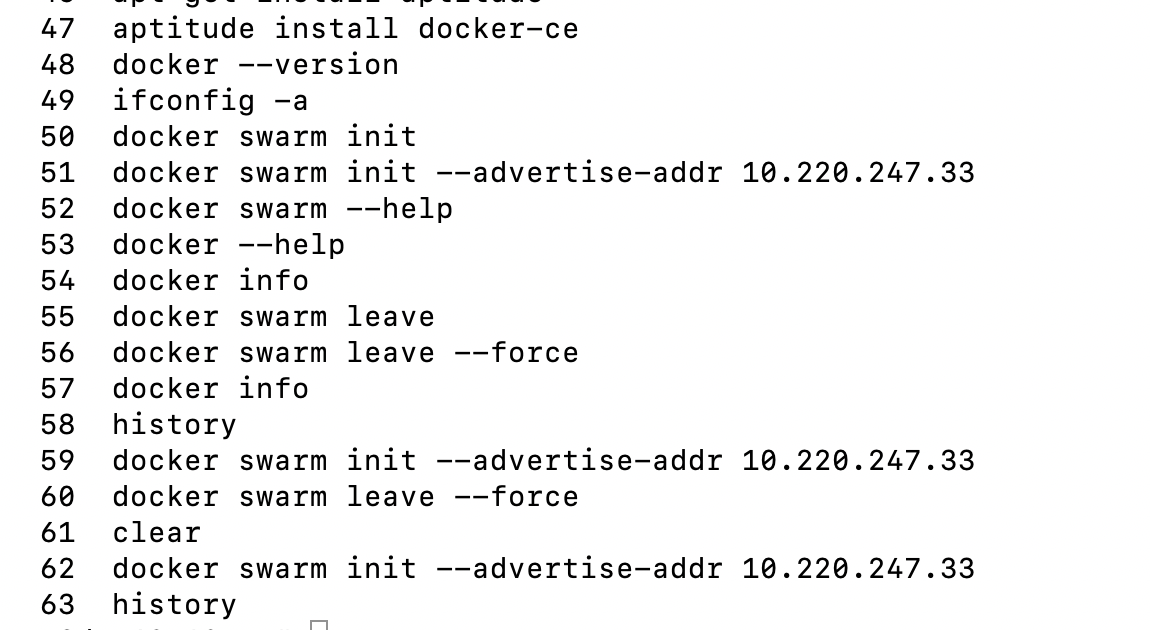 apt-get install aptitude
47 aptitude install docker-ce
48 docker --version
49 ifconfig -a
50 docker swarm init
51 docker swarm init --advertise-addr 10.220.247.33
52 docker swarm --help
53 docker --help
54 docker info
55 docker swarm leave
56 docker swarm leave --force
57 docker info
58 history
59 docker swarm init --advertise-addr 10.220.247.33
60 docker swarm leave --force
61 clear
62 docker swarm init --advertise-addr 10.220.247.33
63 history